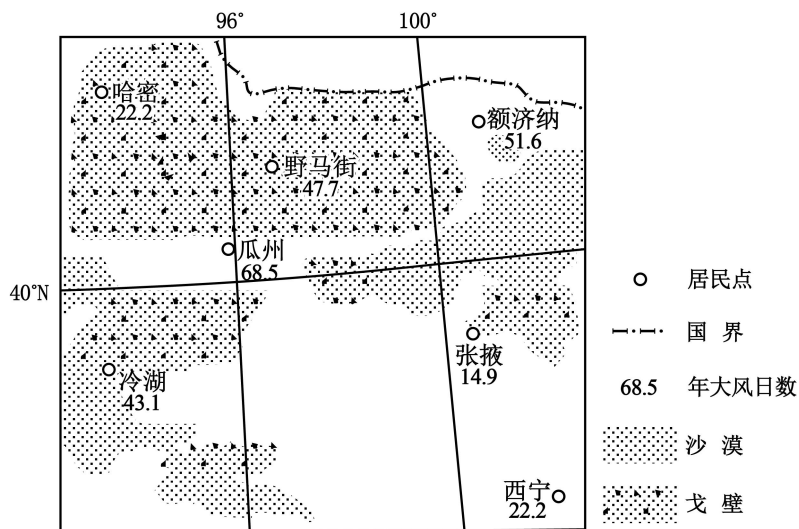 96° 100°
哈密
22.2
额济纳
51.6
野马街
47.7
瓜州
68.5
40°N
张掖
14.9
冷湖
43.1
西宁
22.2
居民点
国界
68.5 年大风日数
沙漠
戈壁